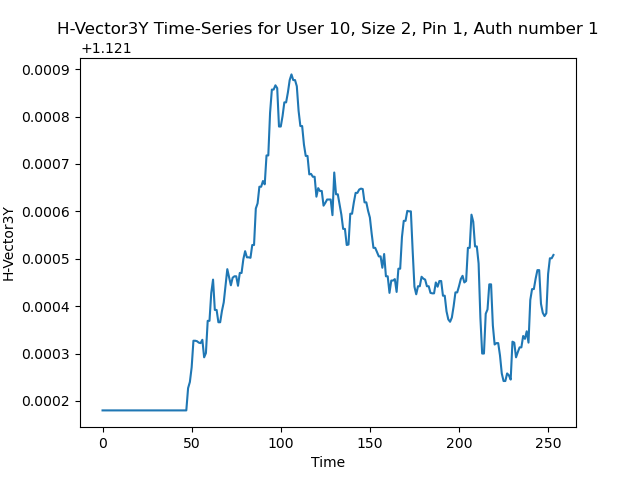 H-Vector3Y Time-Series for User 10, Size 2, Pin 1, Auth number 1
+1.121
0.0009
0.0008
0.0007
0.0006
0.0005
0.0004
0.0003
0.0002
H-Vector3Y
0 50 100 150 200 250
Time